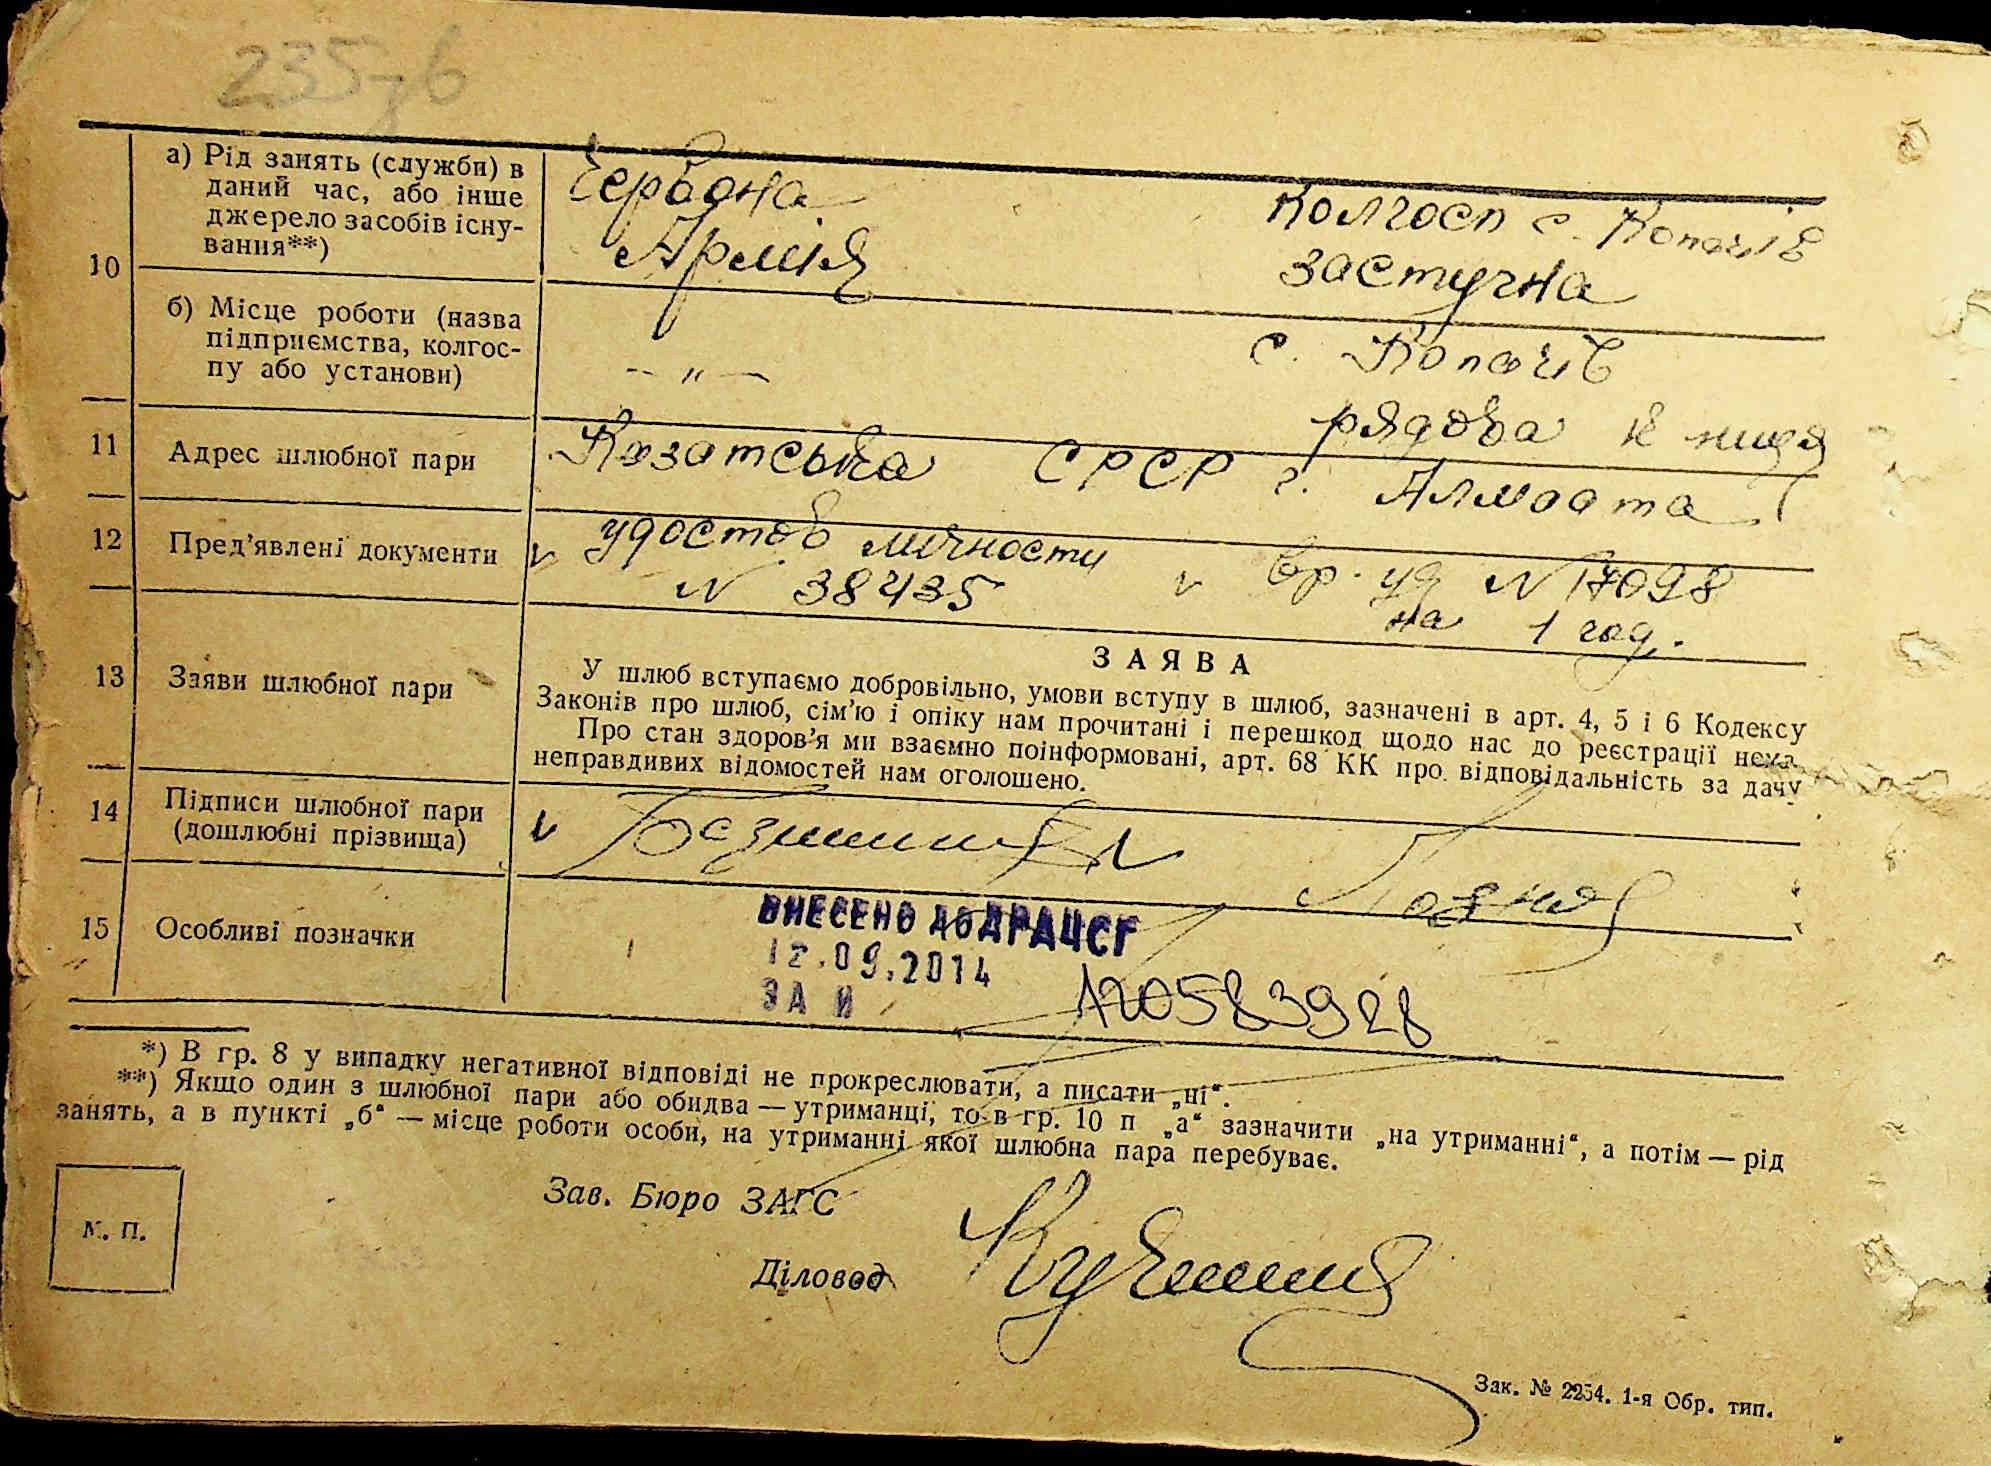 235
10
а) Рід занять (служби) в
даний час, або інше
джерело засобів існу-
вання**)
Червона
Армія
Колгосп с. Копачів
застучна
б) Місце роботи (назва
підприємства, колгос-
пу або установи)
— „ —
с. Копачів
рядова
11
Адрес шлюбної пари
Козатська СРСР г. Алмаата
12
Пред’явлені документи
v удостов личности
N 38435
v вр. уд N 17098
на 1 год.
13
Заяви шлюбної пари
ЗАЯВА
У шлюб вступаємо добровільно, умови вступу в шлюб, зазначені в арт. 4, 5 і 6 Кодексу
Законів про шлюб, сім’ю і опіку нам прочитані і перешкод щодо нас до реєстрації нема.
Про стан здоров’я ми взаємно поінформовані, арт. 68 КК про відповідальність за дачу
неправдивих відомостей нам оголошено.
14
Підписи шлюбної пари
(дошлюбні прізвища)
v
v
15
Особливі позначки
ВНЕСЕНО ДО ДРАЦСГ
12.09.2014
ЗА И
120583928
*) В гр. 8 у випадку негативної відповіді не прокреслювати, а писати „ні“.
**) Якщо один з шлюбної пари або обидва — утриманці, то в гр. 10 п „а“ зазначити „на утриманні“, а потім — рід
занять, а в пункті „б“ — місце роботи особи, на утриманні якої шлюбна пара перебуває.
М. П.
Зав. Бюро ЗАГС
Діловод
Зак. № 2254. 1-я Обр. тип.